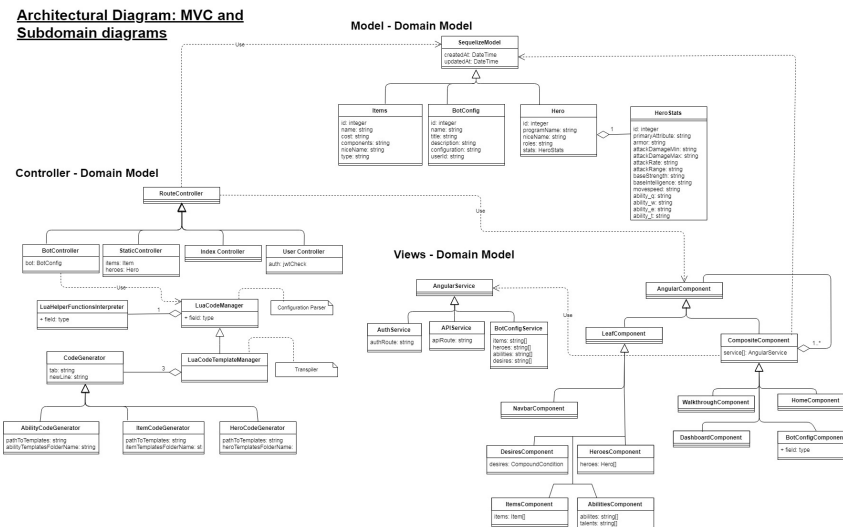 Architectural Diagram: MVC and
Subdomain diagrams
Model - Domain Model
SequelizeModel
createdAt: DateTime
updatedAt: DateTime
Use
Items
id: integer
name: string
cost: string
components: string
niceName: string
type: string
BotConfig
id: integer
name: string
title: string
description: string
configuration: string
userId: string
Hero
id: Integer
programName: string
niceName: string
roles: string
stats: HeroStats
1
HeroStats
id: integer
primaryAttribute: string
armor: string
attackDamageMin: string
attackDamageMax: string
attackRate: string
attackRange: string
baseStrength: string
baseIntelligence: string
movespeed: string
ability_q: string
ability_w: string
ability_e: string
ability_t: string
Controller - Domain Model
RouteController
Use
BotController
bot: BotConfig
StaticController
items: Item
heroes: Hero
Index Controller
User Controller
auth: jwtCheck
Use
LuaHelperFunctionsInterpreter
+ field: type
1
LuaCodeManager
+ field: type
Configuration Parser
CodeGenerator
tab: string
newLine: string
3
LuaCodeTemplateManager
Transpiler
AbilityCodeGenerator
pathToTemplates: string
abilityTemplatesFolderName: string
ItemCodeGenerator
pathToTemplates: string
itemTemplatesFolderName: st
HeroCodeGenerator
pathToTemplates: string
heroTemplatesFolderName:
Views - Domain Model
AngularService
Use
AngularComponent
AuthService
authRoute: string
APIService
apiRoute: string
BotConfigService
items: string[]
heroes: string[]
abilities: string[]
desires: string[]
LeafComponent
CompositeComponent
service[]: AngularService
1..*
NavbarComponent
WalkthroughComponent
HomeComponent
DashboardComponent
BotConfigComponent
+ field: type
DesiresComponent
desires: CompoundCondition
HeroesComponent
heroes: Hero[]
ItemsComponent
items: Item[]
AbilitiesComponent
abilites: string[]
talents: string[]